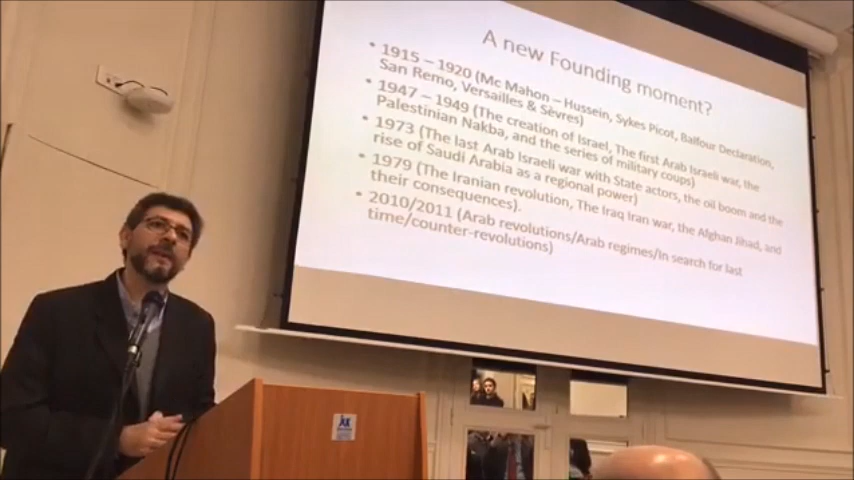 A new Founding moment?
• 1915 – 1920 (Mc Mahon – Hussein, Sykes Picot, Balfour Declaration,
San Remo, Versailles & Sèvres)
• 1947 – 1949 (The creation of Israel, The first Arab Israeli war, the
Palestinian Nakba, and the series of military coups)
• 1973 (The last Arab Israeli war with State actors, the oil boom and the
rise of Saudi Arabia as a regional power)
• 1979 (The Iranian revolution, The Iraq Iran war, the Afghan Jihad, and
their consequences).
• 2010/2011 (Arab revolutions/Arab regimes/In search for last
time/counter-revolutions)